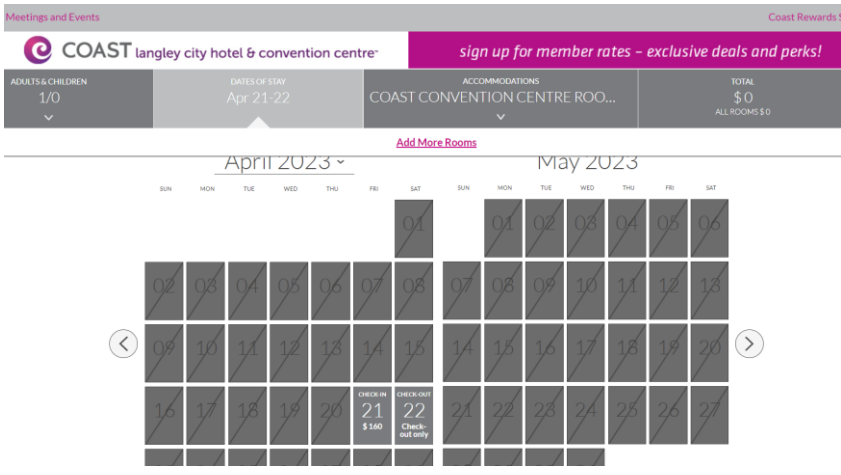 Meetings and Events
Coast Rewards S
COAST langley city hotel & convention centre
sign up for member rates – exclusive deals and perks!
ADULTS & CHILDREN
1/0
DATES OF STAY
Apr 21-22
ACCOMMODATIONS
COAST CONVENTION CENTRE ROO...
TOTAL
$ 0
ALL ROOMS $ 0
Add More Rooms
April 2023
May 2023
SUN MON TUE WED THU FRI SAT
SUN MON TUE WED THU FRI SAT
01
01 02 03 04 05 06
02 03 04 05 06 07 08
07 08 09 10 11 12 13
09 10 11 12 13 14 15
14 15 16 17 18 19 20
16 17 18 19 20
CHECK IN
21
$ 160
CHECK-OUT
22
Check-
out only
21 22 23 24 25 26 27